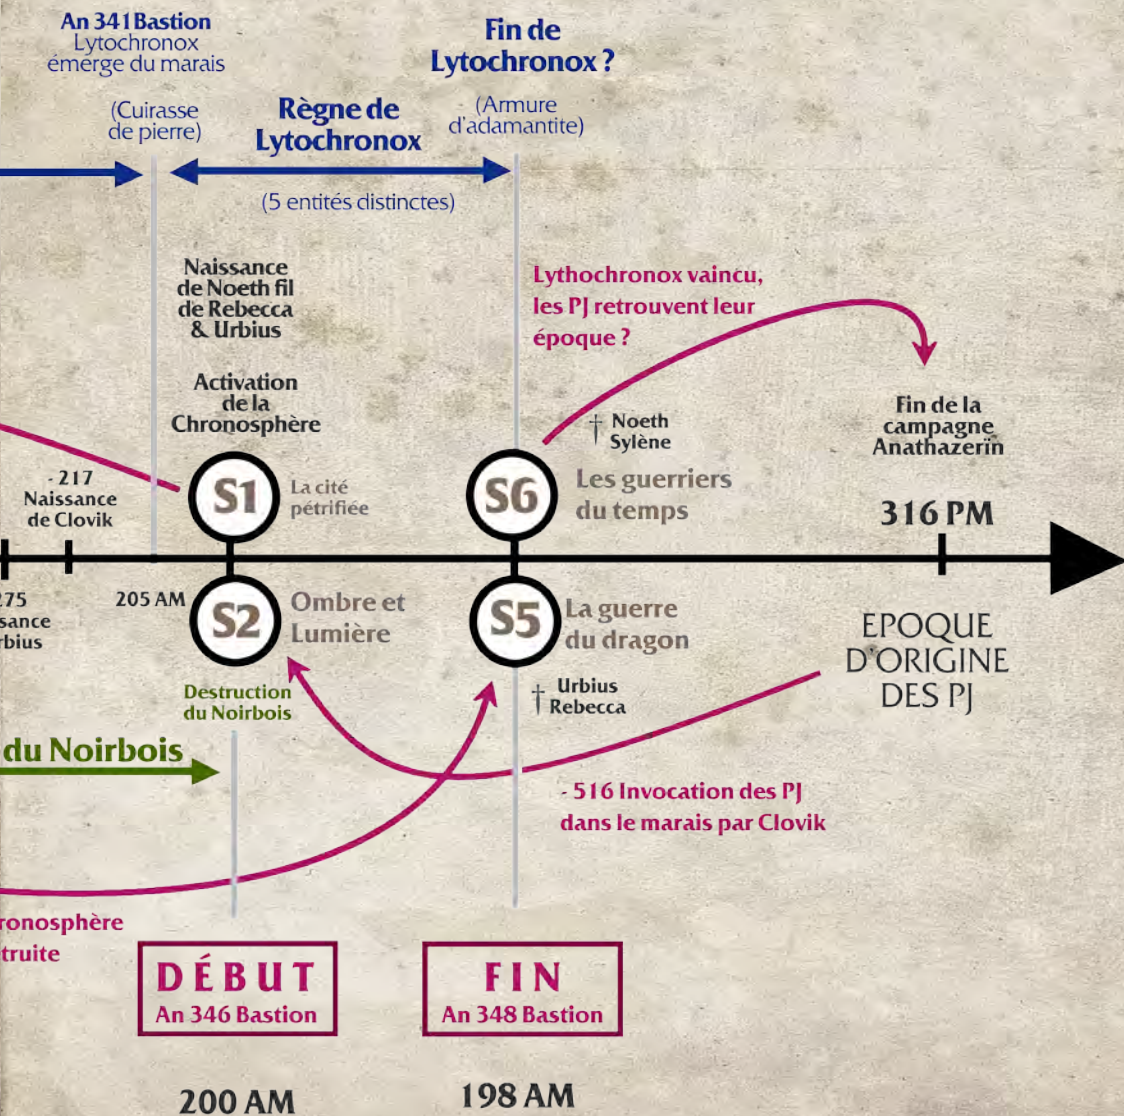 An 341 Bastion
Lytochronox
émerge du marais
(Cuirasse
de pierre)
Règne de
Lytochronox
(5 entités distinctes)
Fin de
Lytochronox ?
(Armure
d'adamantite)
Naissance
de Noeth fil
de Rebecca
& Urbius
Activation
de la
Chronosphère
Lythochronox vaincu,
les PJ retrouvent leur
époque ?
† Noeth
Sylène
Fin de la
campagne
Anathazerïn
- 217
Naissance
de Clovik
S1
La cité
pétrifiée
S6
Les guerriers
du temps
316 PM
275
sance
rbius
205 AM
S2
Ombre et
Lumière
S5
La guerre
du dragon
EPOQUE
D'ORIGINE
DES PJ
Destruction
du Noirbois
† Urbius
Rebecca
du Noirbois
- 516 Invocation des PJ
dans le marais par Clovik
ronosphère
truite
DÉBUT
An 346 Bastion
FIN
An 348 Bastion
200 AM
198 AM